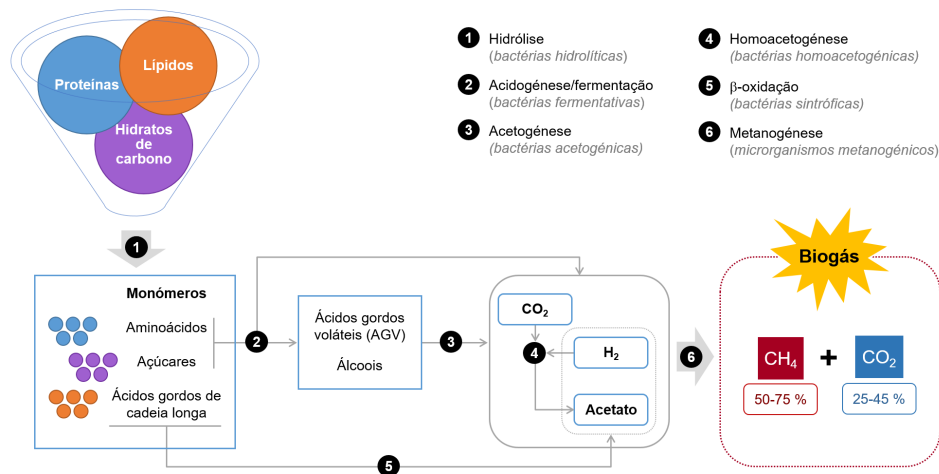 Proteínas
Lípidos
Hidratos
de
carbono
1 Hidrólise
(bactérias hidrolíticas)
2 Acidogénese/fermentação
(bactérias fermentativas)
3 Acetogénese
(bactérias acetogénicas)
4 Homoacetogénese
(bactérias homoacetogénicas)
5 β-oxidação
(bactérias sintróficas)
6 Metanogénese
(microrganismos metanogénicos)
1
Monómeros
Aminoácidos
Açúcares
Ácidos gordos de
cadeia longa
2
Ácidos gordos
voláteis (AGV)
Álcoois
3
CO₂
4
H₂
Acetato
5
6
Biogás
CH₄ + CO₂
50-75 %
25-45 %